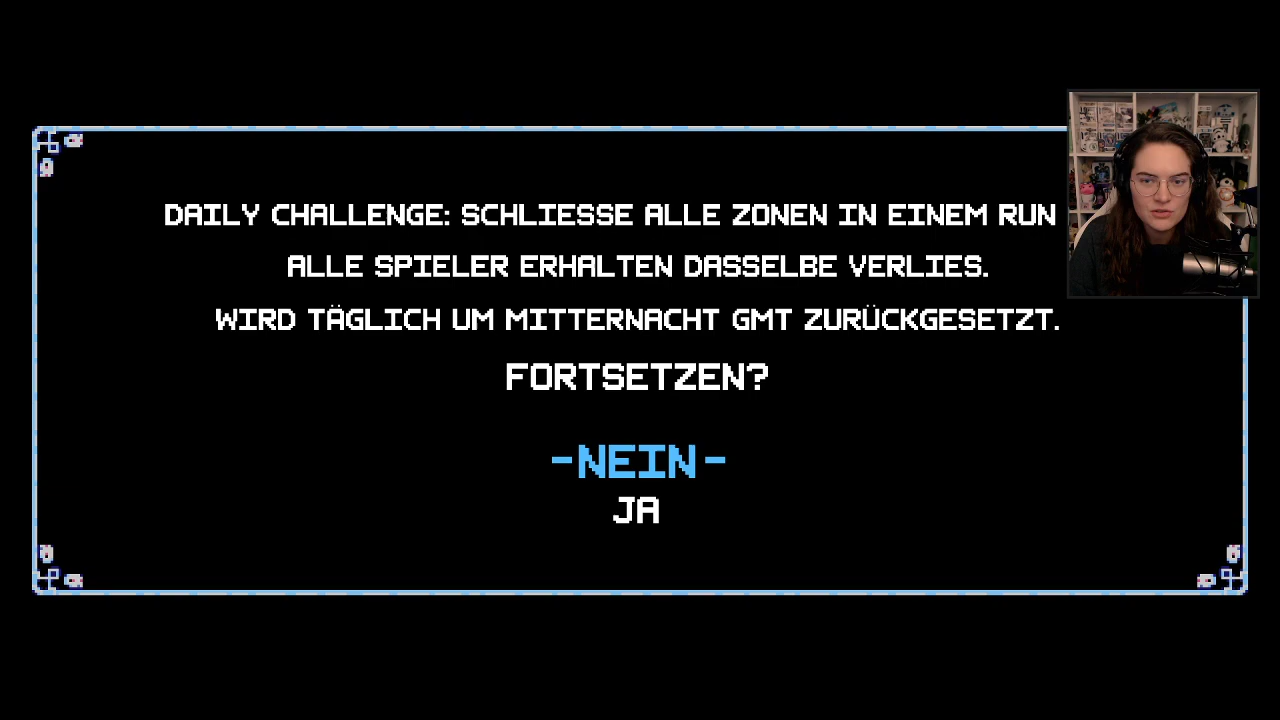 DAILY CHALLENGE: SCHLIESSE ALLE ZONEN IN EINEM RUN
ALLE SPIELER ERHALTEN DASSELBE VERLIES.
WIRD TÄGLICH UM MITTERNACHT GMT ZURÜCKGESETZT.
FORTSETZEN?
-NEIN-
JA